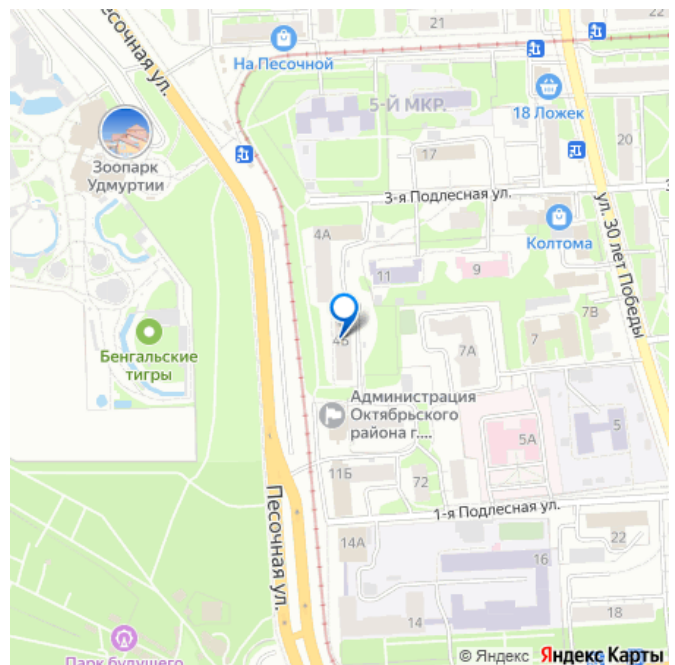 Песочная ул.
21
22
На Песочной
5-Й МКР.
18 Ложек
Зоопарк
Удмуртии
17
20
3-я Подлесная ул.
ул. 30 лет Победы
4А
Колтома
11
9
4Б
7А
7
7В
Бенгальские
тигры
Администрация
Октябрьского
района г....
5А
5
11Б
72
Песочная ул.
1-я Подлесная ул.
14А
22
16
14
18
Парк будущего
© Яндекс Яндекс Карты